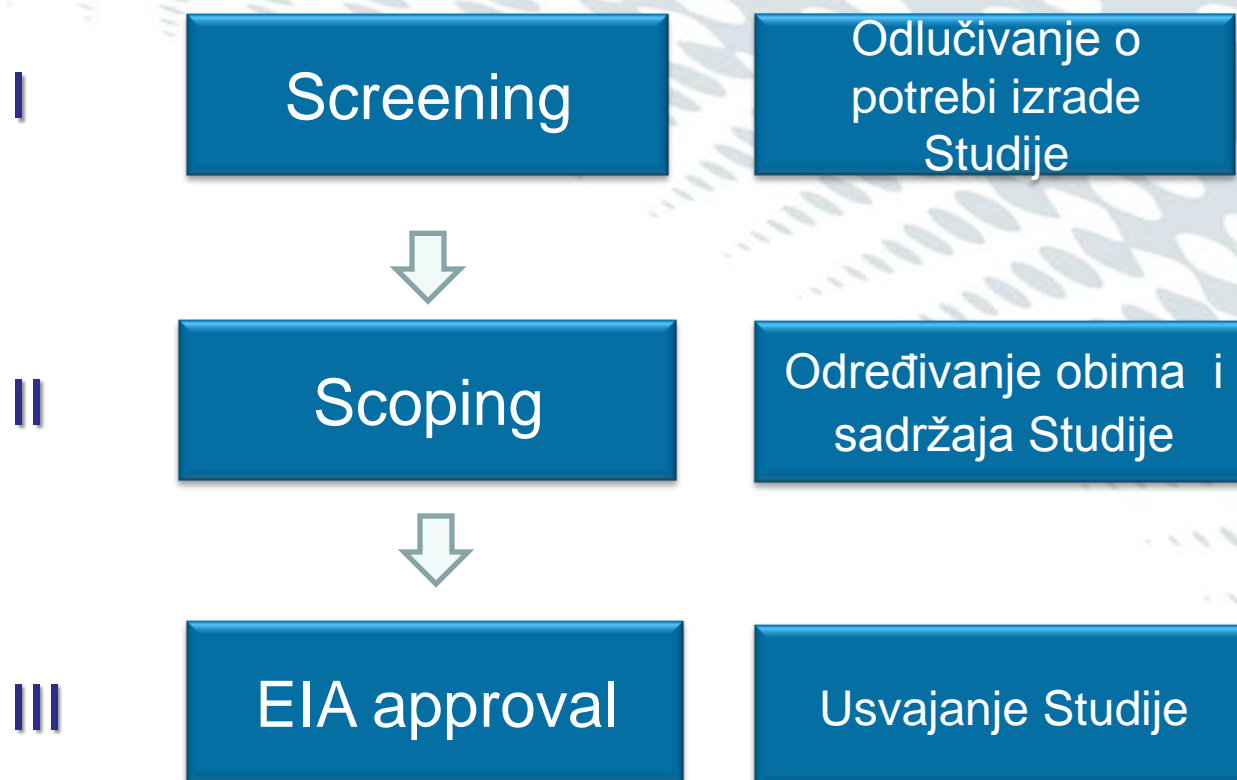 I
Screening
Odlučivanje o
potrebi izrade
Studije
II
Scoping
Određivanje obima i
sadržaja Studije
III
EIA approval
Usvajanje Studije